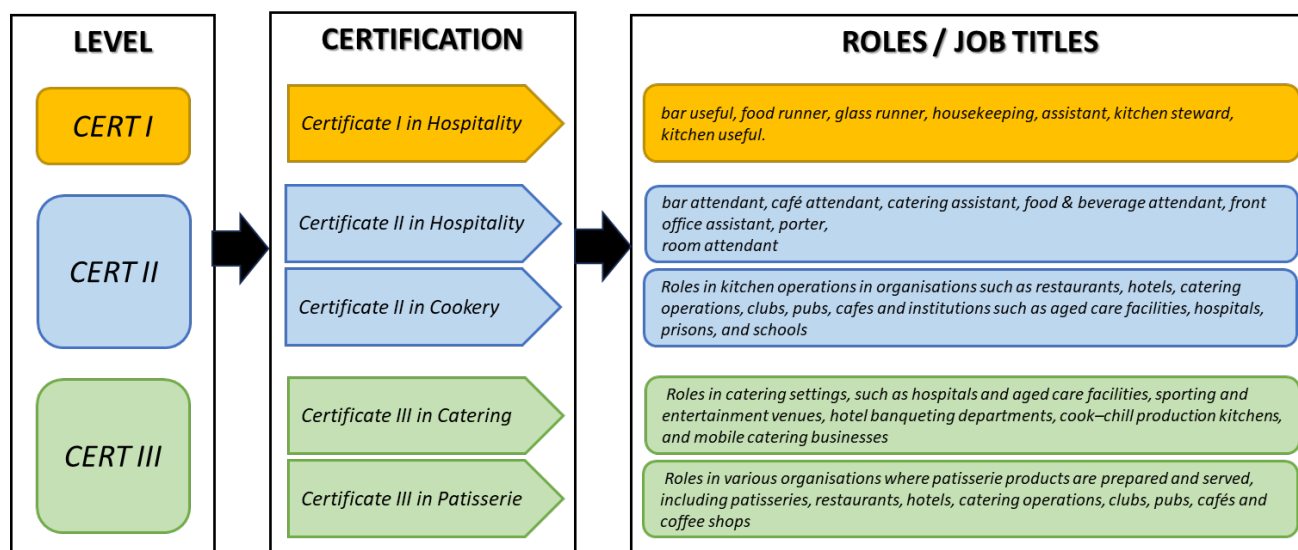 LEVEL
CERTIFICATION
ROLES / JOB TITLES
CERT I
Certificate I in Hospitality
bar useful, food runner, glass runner, housekeeping, assistant, kitchen steward,
kitchen useful.
CERT II
Certificate II in Hospitality
bar attendant, café attendant, catering assistant, food & beverage attendant, front
office assistant, porter,
room attendant
Certificate II in Cookery
Roles in kitchen operations in organisations such as restaurants, hotels, catering
operations, clubs, pubs, cafes and institutions such as aged care facilities, hospitals,
prisons, and schools
CERT III
Certificate III in Catering
Roles in catering settings, such as hospitals and aged care facilities, sporting and
entertainment venues, hotel banqueting departments, cook–chill production kitchens,
and mobile catering businesses
Certificate III in Patisserie
Roles in various organisations where patisserie products are prepared and served,
including patisseries, restaurants, hotels, catering operations, clubs, pubs, cafés and
coffee shops